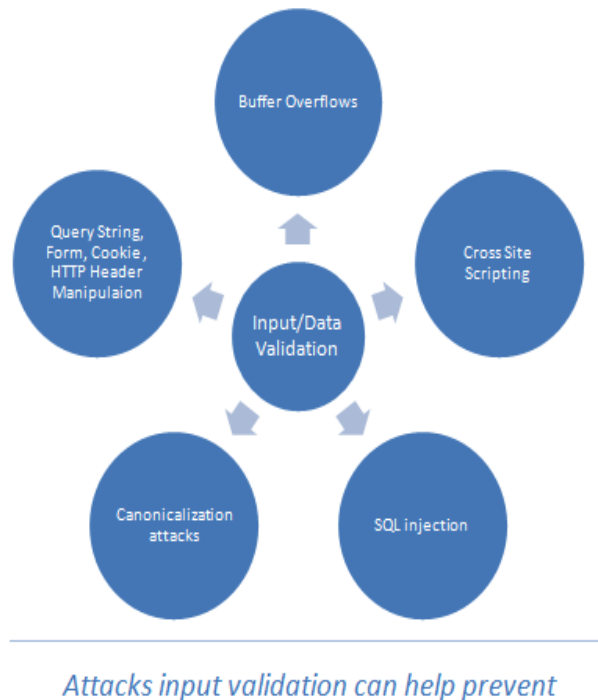 Buffer Overflows
Query String,
Form, Cookie ,
HTTP Header
Manipulaion
Cross Site
Scripting
Input/Data
Validation
Canonicalization
attacks
SQL injection
Attacks input validation can help prevent